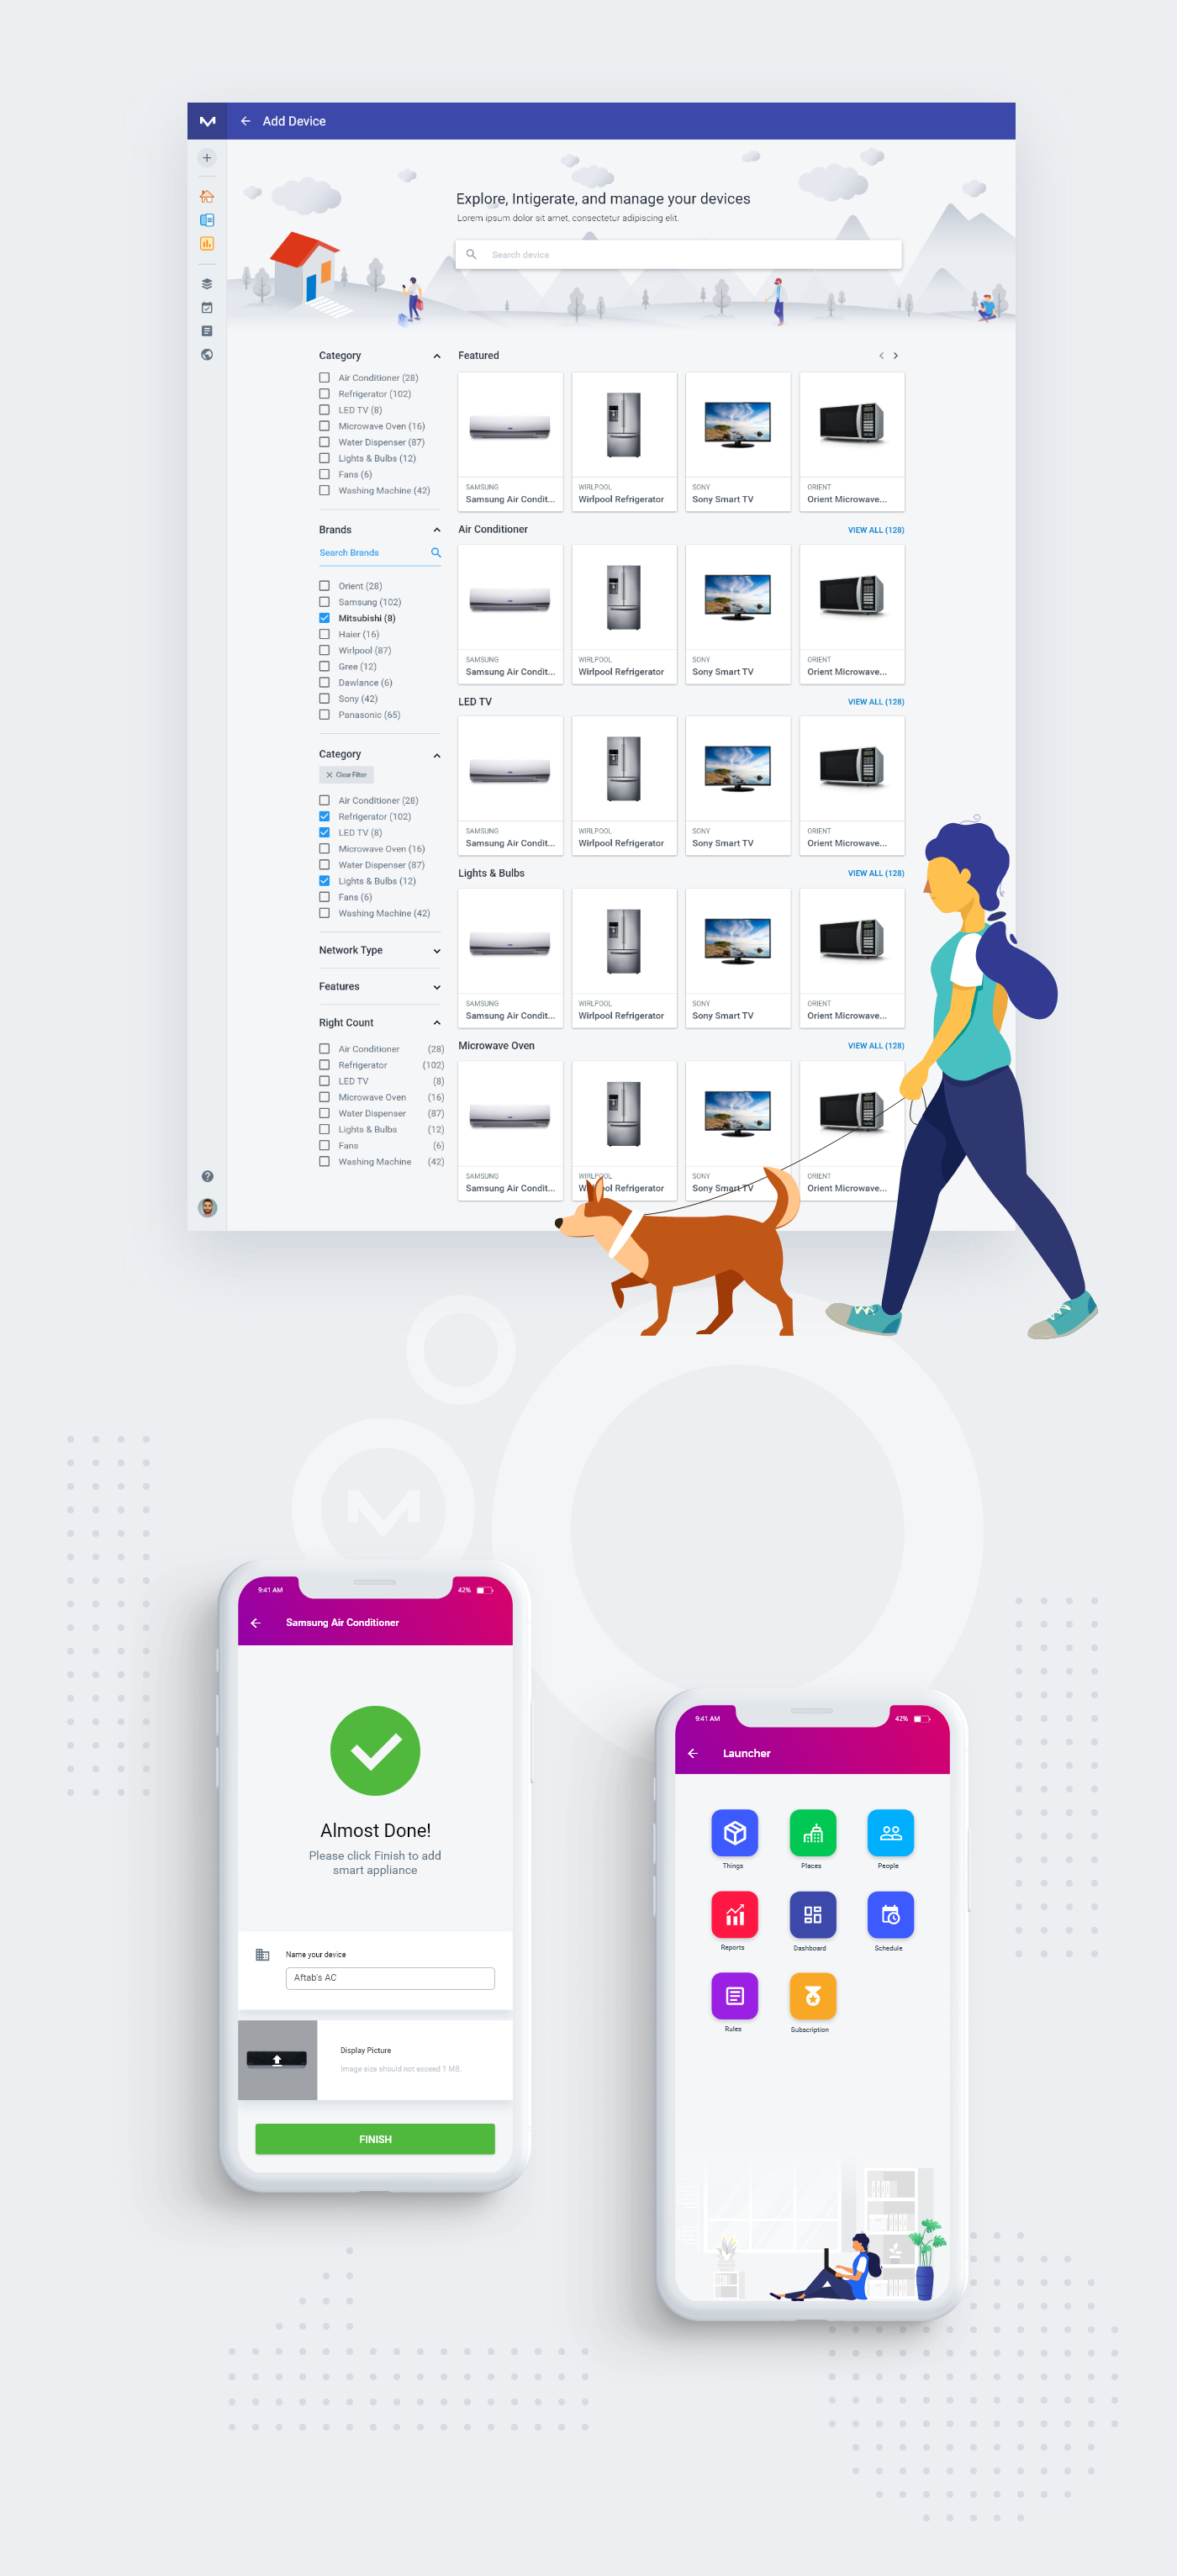 Add Device
Explore, Intigerate, and manage your devices
Lorem ipsum dolor sit amet, consectetur adipiscing elit.
Search device
Category
Air Conditioner (28)
Refrigerator (102)
LED TV (8)
Microwave Oven (16)
Water Dispenser (87)
Lights & Bulbs (12)
Fans (6)
Washing Machine (42)
Brands
Search Brands
Orient (28)
Samsung (102)
Mitsubishi (8)
Haier (16)
Wirlpool (87)
Gree (12)
Dawlance (6)
Sony (42)
Panasonic (65)
Category
Clear Filter
Air Conditioner (28)
Refrigerator (102)
LED TV (8)
Microwave Oven (16)
Water Dispenser (87)
Lights & Bulbs (12)
Fans (6)
Washing Machine (42)
Network Type
Features
Right Count
Air Conditioner (28)
Refrigerator (102)
LED TV (8)
Microwave Oven (16)
Water Dispenser (87)
Lights & Bulbs (12)
Fans (6)
Washing Machine (42)
Featured
SAMSUNG WIRLPOOL SONY ORIENT
Samsung Air Condit... Wirlpool Refrigerator Sony Smart TV Orient Microwave...
Air Conditioner VIEW ALL (128)
SAMSUNG WIRLPOOL SONY ORIENT
Samsung Air Condit... Wirlpool Refrigerator Sony Smart TV Orient Microwave...
LED TV VIEW ALL (128)
SAMSUNG WIRLPOOL SONY ORIENT
Samsung Air Condit... Wirlpool Refrigerator Sony Smart TV Orient Microwave...
Lights & Bulbs VIEW ALL (128)
SAMSUNG WIRLPOOL SONY ORIENT
Samsung Air Condit... Wirlpool Refrigerator Sony Smart TV Orient Microwave...
Microwave Oven VIEW ALL (128)
SAMSUNG WIRLPOOL SONY ORIENT
Samsung Air Condit... Wirlpool Refrigerator Sony Smart TV Orient Microwave...
9:41 AM 42%
Samsung Air Conditioner
Almost Done!
Please click Finish to add
smart appliance
Name your device
Aftab's AC
Display Picture
Image size should not exceed 1 MB.
FINISH
9:41 AM 42%
Launcher
Things Places People
Reports Dashboard Schedule
Rules Subscription